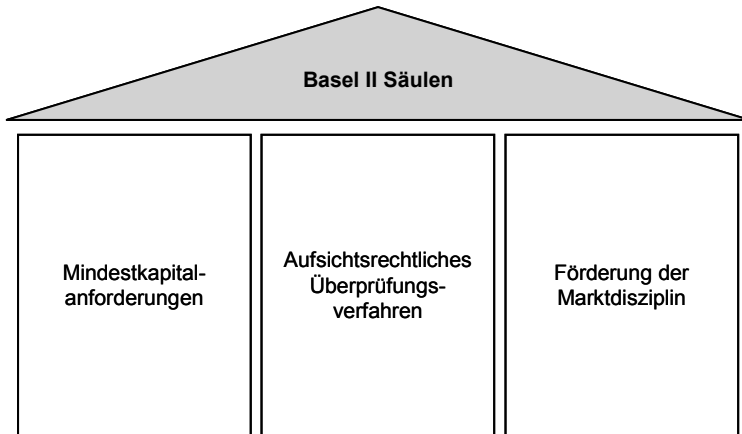 Basel II Säulen
Mindestkapital-
anforderungen
Aufsichtsrechtliches
Überprüfungs-
verfahren
Förderung der
Marktdisziplin